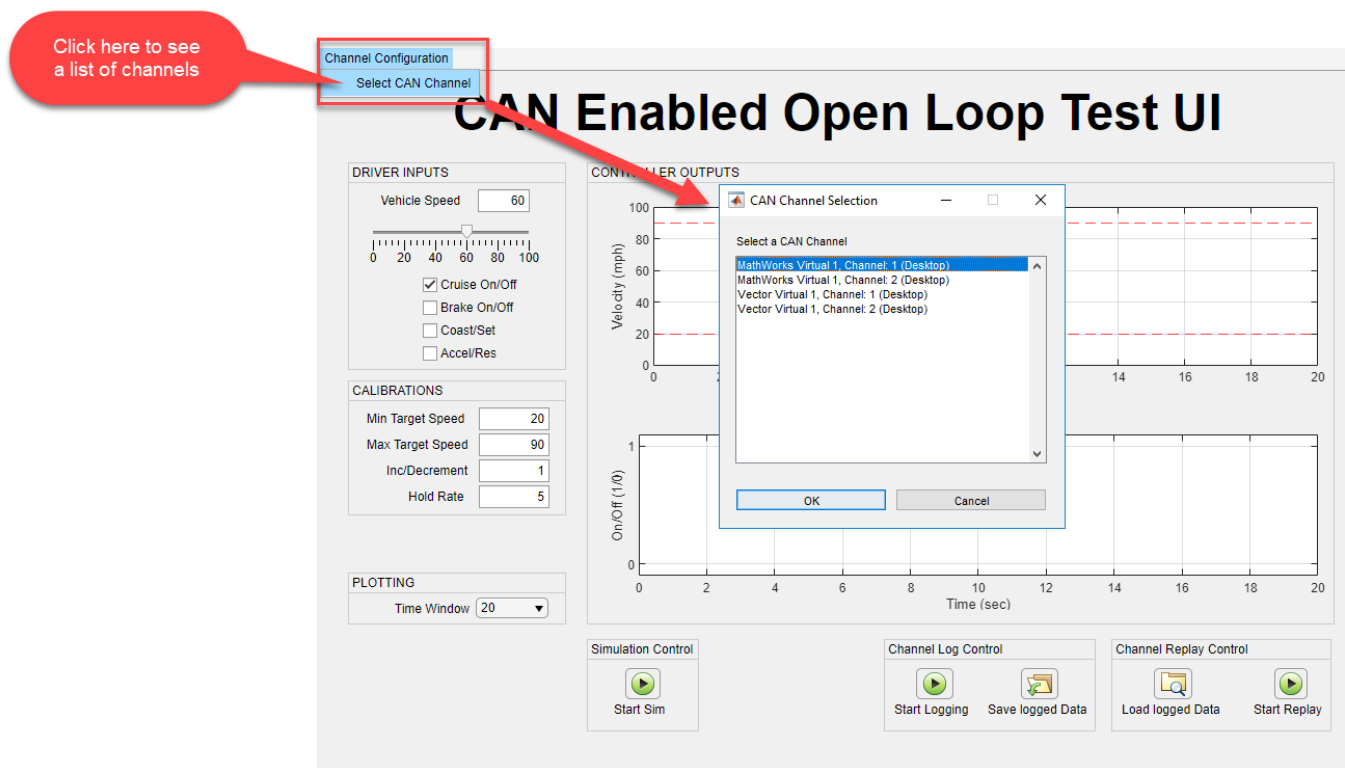 Click here to see
a list of channels
Channel Configuration
Select CAN Channel
CAN Enabled Open Loop Test UI
DRIVER INPUTS
Vehicle Speed 60
0 20 40 60 80 100
Cruise On/Off
Brake On/Off
Coast/Set
Accel/Res
CALIBRATIONS
Min Target Speed 20
Max Target Speed 90
Inc/Decrement 1
Hold Rate 5
PLOTTING
Time Window 20
CONTROLLER OUTPUTS
Velocity (mph)
100
80
60
40
20
0
0 14 16 18 20
CAN Channel Selection
Select a CAN Channel
MathWorks Virtual 1, Channel: 1 (Desktop)
MathWorks Virtual 1, Channel: 2 (Desktop)
Vector Virtual 1, Channel: 1 (Desktop)
Vector Virtual 1, Channel: 2 (Desktop)
OK Cancel
On/Off (1/0)
1
0
0 2 4 6 8 10 12 14 16 18 20
Time (sec)
Simulation Control
Start Sim
Channel Log Control
Start Logging Save logged Data
Channel Replay Control
Load logged Data Start Replay